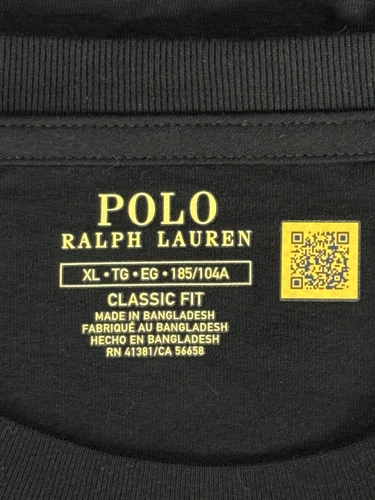 POLO
RALPH LAUREN
XL • TG • EG • 185/104A
CLASSIC FIT
MADE IN BANGLADESH
FABRIQUÉ AU BANGLADESH
HECHO EN BANGLADESH
RN 41381/CA 56658